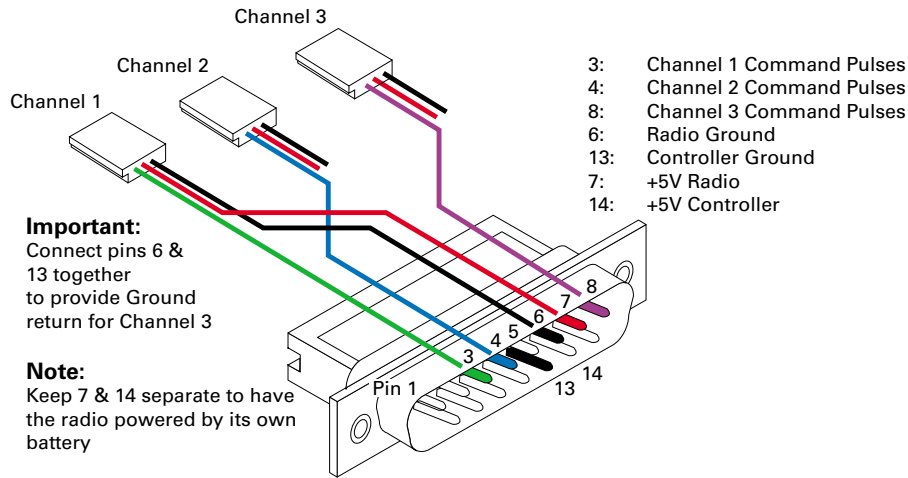 Channel 3
Channel 2
Channel 1
3: Channel 1 Command Pulses
4: Channel 2 Command Pulses
8: Channel 3 Command Pulses
6: Radio Ground
13: Controller Ground
7: +5V Radio
14: +5V Controller
Important:
Connect pins 6 &
13 together
to provide Ground
return for Channel 3
Note:
Keep 7 & 14 separate to have
the radio powered by its own
battery
Pin 1
3
4
5
6
7
8
13
14